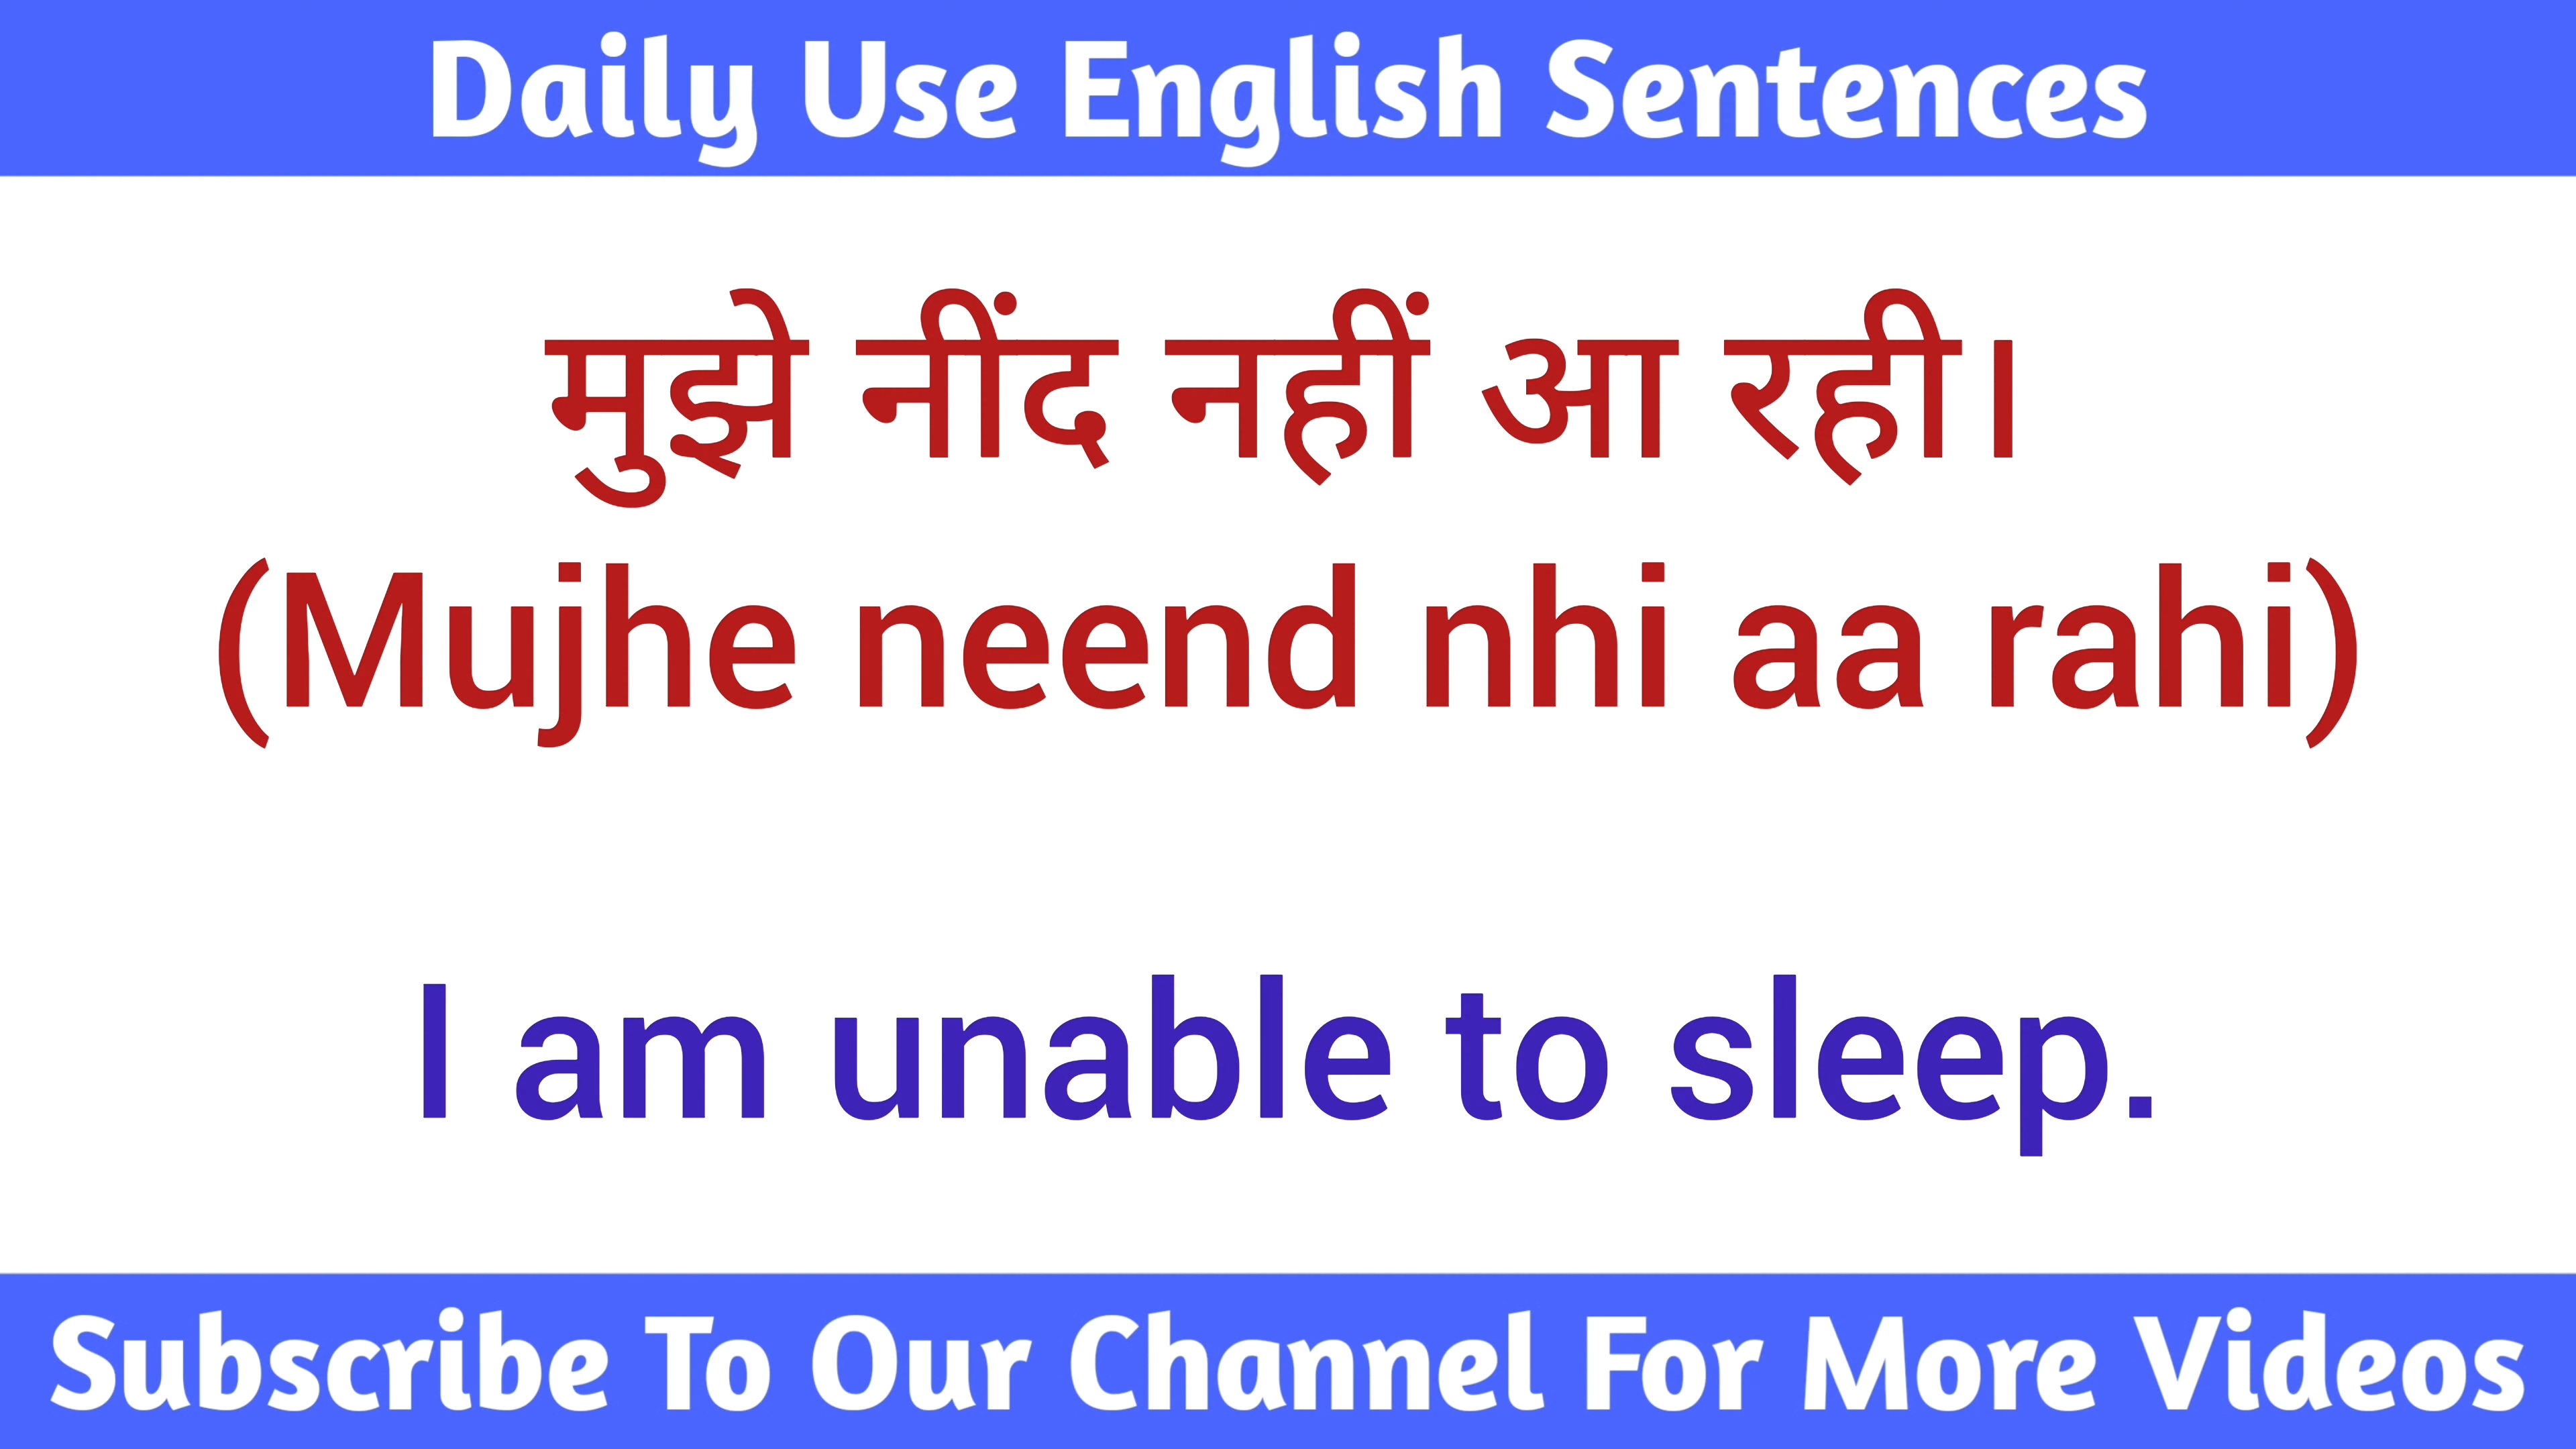 Daily Use English Sentences
मुझे नींद नहीं आ रही।
(Mujhe neend nhi aa rahi)
I am unable to sleep.
Subscribe To Our Channel For More Videos